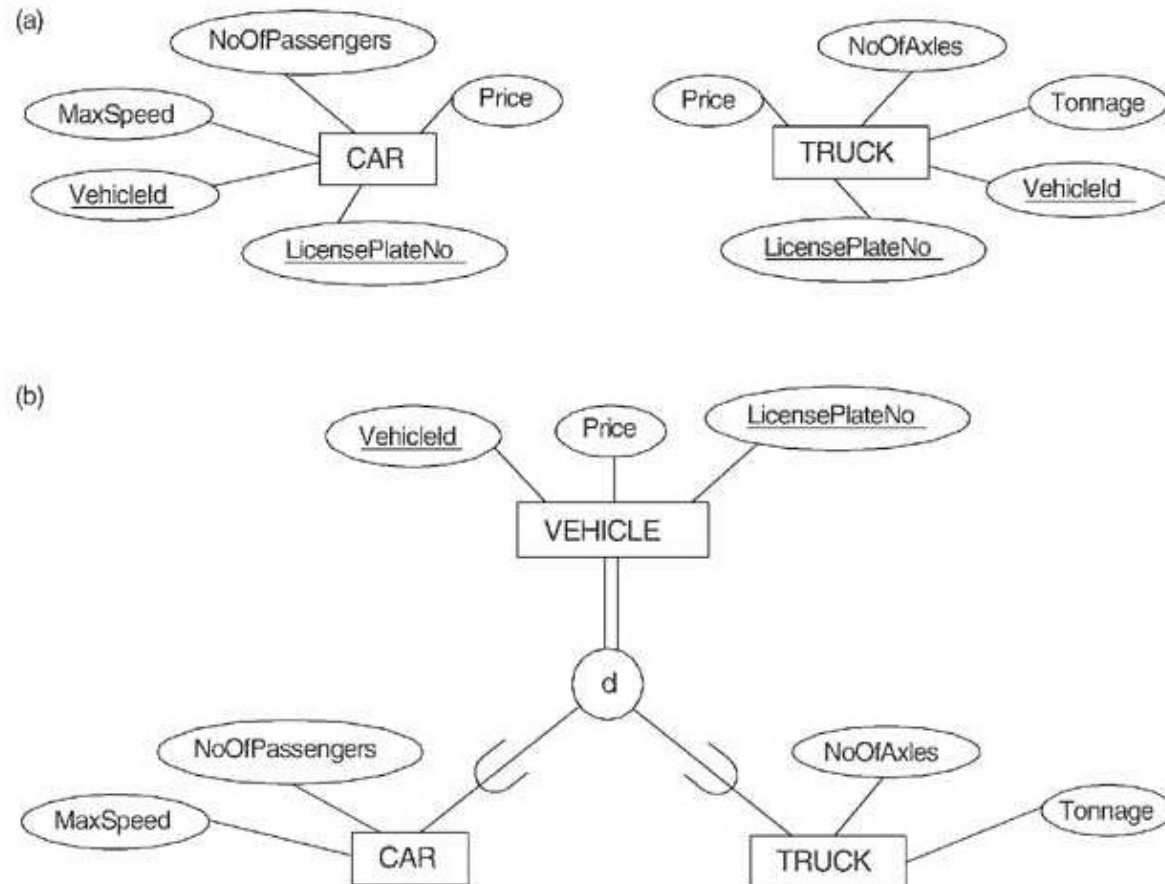 (a)
NoOfPassengers
NoOfAxles
MaxSpeed
Price
Price
Tonnage
CAR
TRUCK
VehicleId
VehicleId
LicensePlateNo
LicensePlateNo
(b)
VehicleId
Price
LicensePlateNo
VEHICLE
d
NoOfPassengers
NoOfAxles
MaxSpeed
Tonnage
CAR
TRUCK